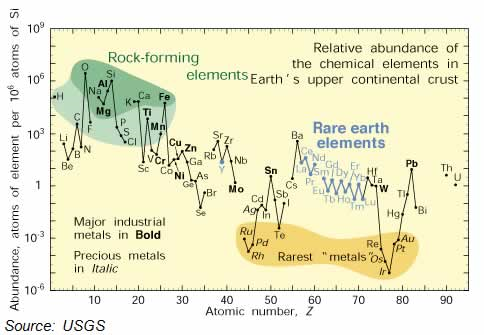 Abundance, atoms of element per 10⁶ atoms of Si
10⁹
10⁶
10³
1
10⁻³
10⁻⁶
Rock-forming
elements
Relative abundance of
the chemical elements in
Earth's upper continental crust
Rare earth
elements
Major industrial
metals in Bold
Precious metals
in Italic
Rarest "metals"
H
Li
Be
B
C
N
O
F
Na
Mg
Al
Si
P
S
Cl
K
Ca
Sc
Ti
V
Cr
Mn
Fe
Co
Ni
Cu
Zn
Ga
Ge
As
Se
Br
Rb
Sr
Y
Zr
Nb
Mo
Ru
Rh
Pd
Ag
Cd
In
Sn
Sb
Te
I
Cs
Ba
La
Ce
Pr
Nd
Sm
Eu
Gd
Tb
Dy
Ho
Er
Tm
Yb
Lu
Hf
Ta
W
Re
Os
Ir
Pt
Au
Hg
Tl
Pb
Bi
Th
U
10
20
30
40
50
60
70
80
90
Atomic number, Z
Source: USGS